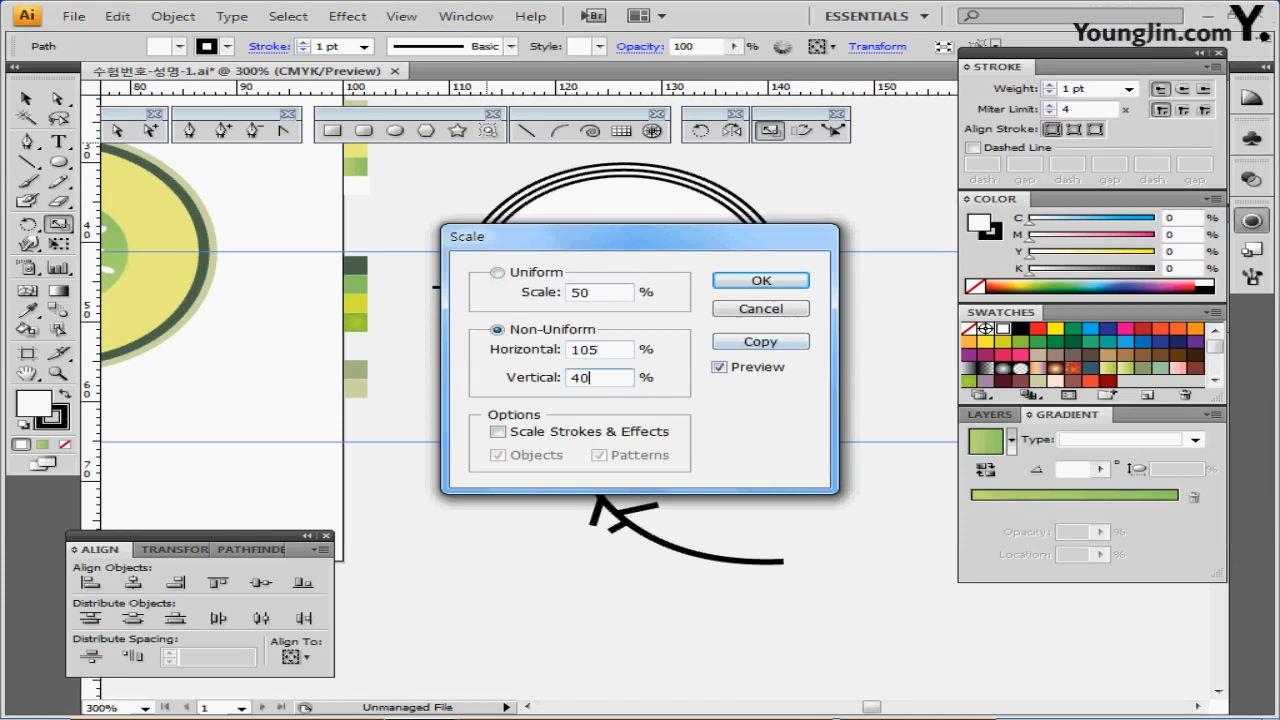 Ai File Edit Object Type Select Effect View Window Help Br ESSENTIALS
YoungJin.com Y.
Path Stroke: 1 pt Basic Style: Opacity: 100 % Transform
수험번호-성명-1.ai* @ 300% (CMYK/Preview)
80 90 100 110 120 130 140 150
STROKE
Weight: 1 pt
Miter Limit: 4 x
Align Stroke:
Dashed Line
dash gap dash gap dash gap
COLOR
C 0 %
M 0 %
Y 0 %
K 0 %
SWATCHES
LAYERS GRADIENT
Type:
°
%
Opacity: %
Location: %
Scale
Uniform
Scale: 50 %
Non-Uniform
Horizontal: 105 %
Vertical: 40 %
Options
Scale Strokes & Effects
Objects Patterns
OK
Cancel
Copy
Preview
ALIGN TRANSFOR PATHFINDE
Align Objects:
Distribute Objects:
Distribute Spacing: Align To:
300% 1 Unmanaged File